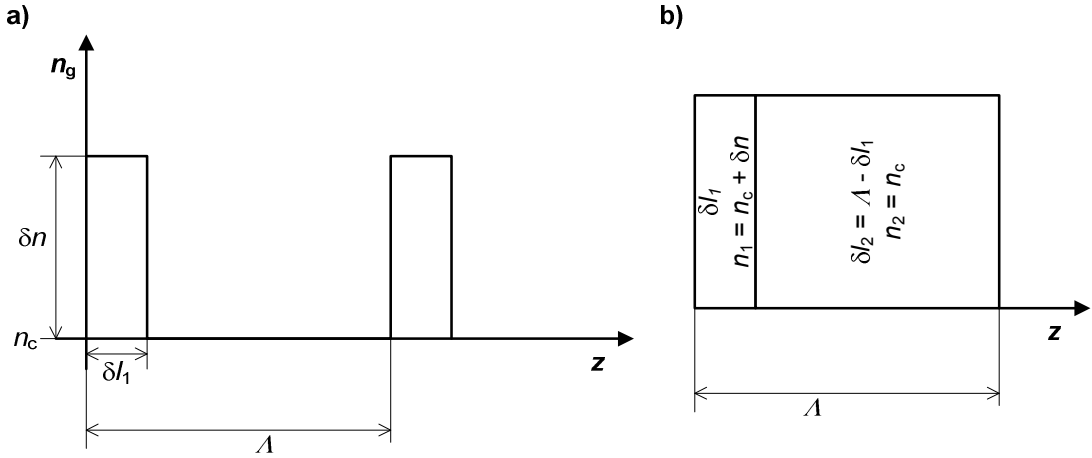 a)
n_g
δn
n_c
δl_1
z
Λ
b)
δl_1
n_1 = n_c + δn
δl_2 = Λ - δl_1
n_2 = n_c
z
Λ